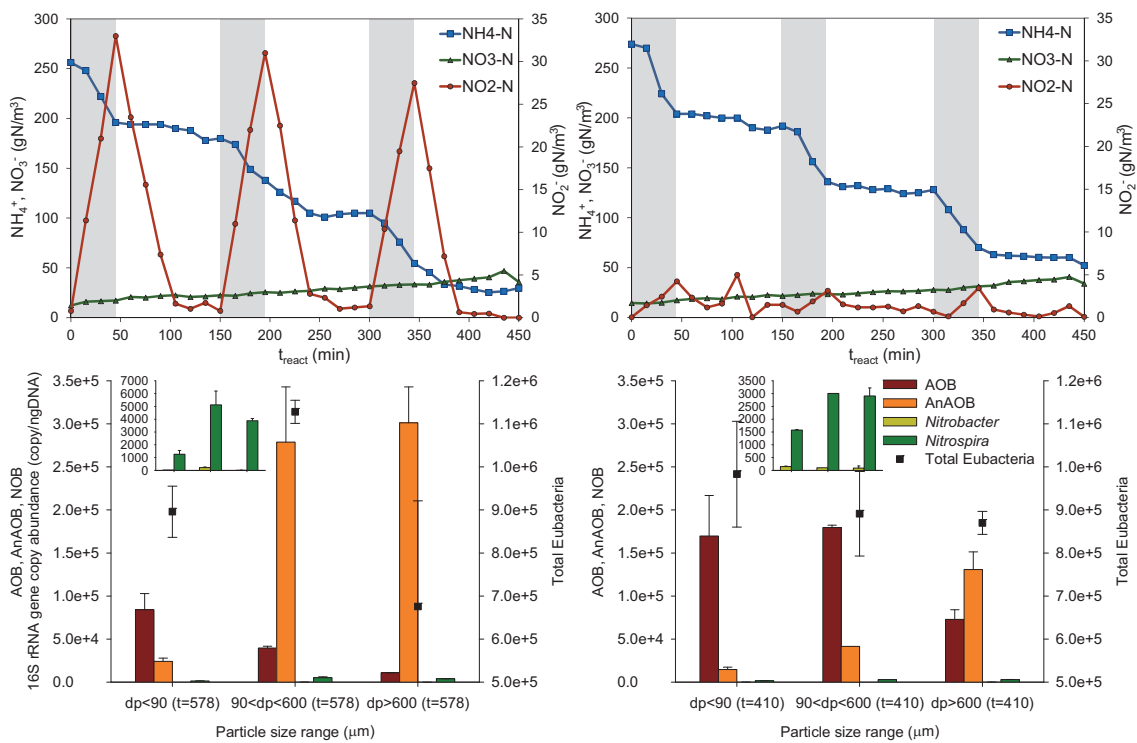 300
250
200
150
100
50
0
NH₄⁺, NO₃⁻ (gN/m³)
NH4-N
NO3-N
NO2-N
35
30
25
20
15
10
5
0
NO₂⁻ (gN/m³)
0 50 100 150 200 250 300 350 400 450
t_react (min)
300
250
200
150
100
50
0
NH₄⁺, NO₃⁻ (gN/m³)
NH4-N
NO3-N
NO2-N
35
30
25
20
15
10
5
0
NO₂⁻ (gN/m³)
0 50 100 150 200 250 300 350 400 450
t_react (min)
AOB, AnAOB, NOB
16S rRNA gene copy abundance (copy/ngDNA)
3.5e+5
3.0e+5
2.5e+5
2.0e+5
1.5e+5
1.0e+5
5.0e+4
0.0
7000
6000
5000
4000
3000
2000
1000
0
1.2e+6
1.1e+6
1.0e+6
9.0e+5
8.0e+5
7.0e+5
6.0e+5
5.0e+5
Total Eubacteria
dp<90 (t=578) 90<dp<600 (t=578) dp>600 (t=578)
Particle size range (μm)
AOB, AnAOB, NOB
3.5e+5
3.0e+5
2.5e+5
2.0e+5
1.5e+5
1.0e+5
5.0e+4
0.0
3500
3000
2500
2000
1500
1000
500
0
AOB
AnAOB
Nitrobacter
Nitrospira
Total Eubacteria
1.2e+6
1.1e+6
1.0e+6
9.0e+5
8.0e+5
7.0e+5
6.0e+5
5.0e+5
Total Eubacteria
dp<90 (t=410) 90<dp<600 (t=410) dp>600 (t=410)
Particle size range (μm)